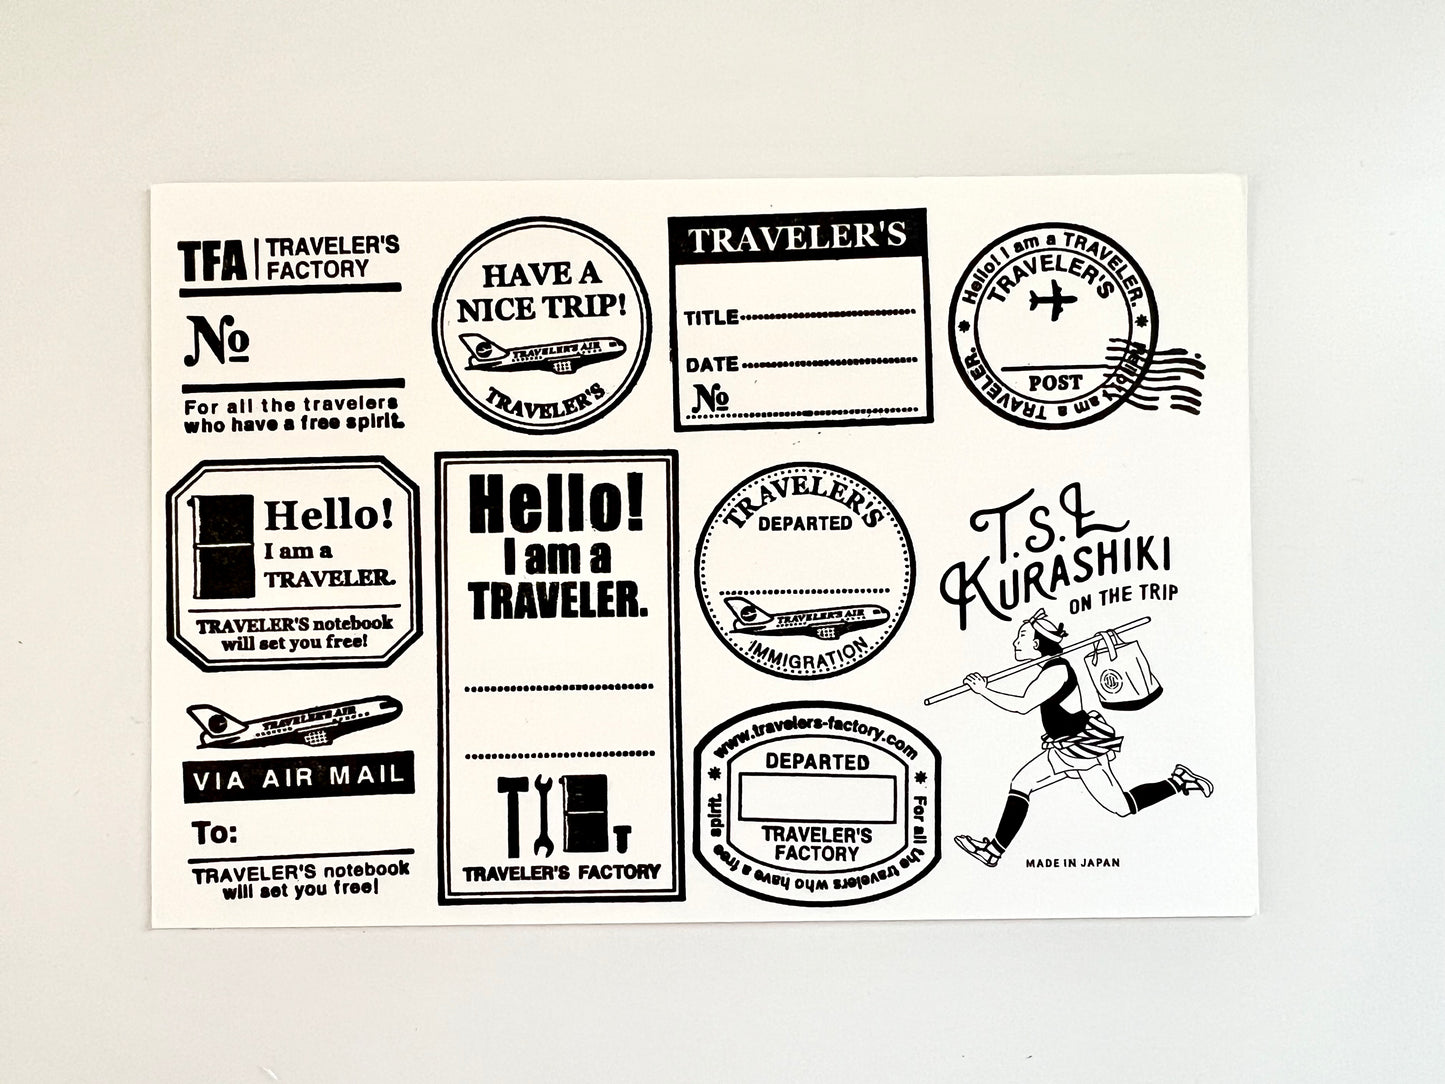 TFA | TRAVELER'S
FACTORY
No
For all the travelers
who have a free spirit.
HAVE A
NICE TRIP!
TRAVELER'S AIR
TRAVELER'S
TRAVELER'S
TITLE
DATE
No
Hello! I am a TRAVELER.
TRAVELER'S
POST
Hello! I am a TRAVELER.
Hello!
I am a
TRAVELER.
TRAVELER'S notebook
will set you free!
Hello!
I am a
TRAVELER.
T
TRAVELER'S FACTORY
TRAVELER'S
DEPARTED
TRAVELER'S AIR
IMMIGRATION
T.S.L
KURASHIKI
ON THE TRIP
MADE IN JAPAN
TRAVELER'S AIR
VIA AIR MAIL
To:
TRAVELER'S notebook
will set you free!
www.travelers-factory.com
DEPARTED
TRAVELER'S
FACTORY
For all the travelers who have a free spirit.